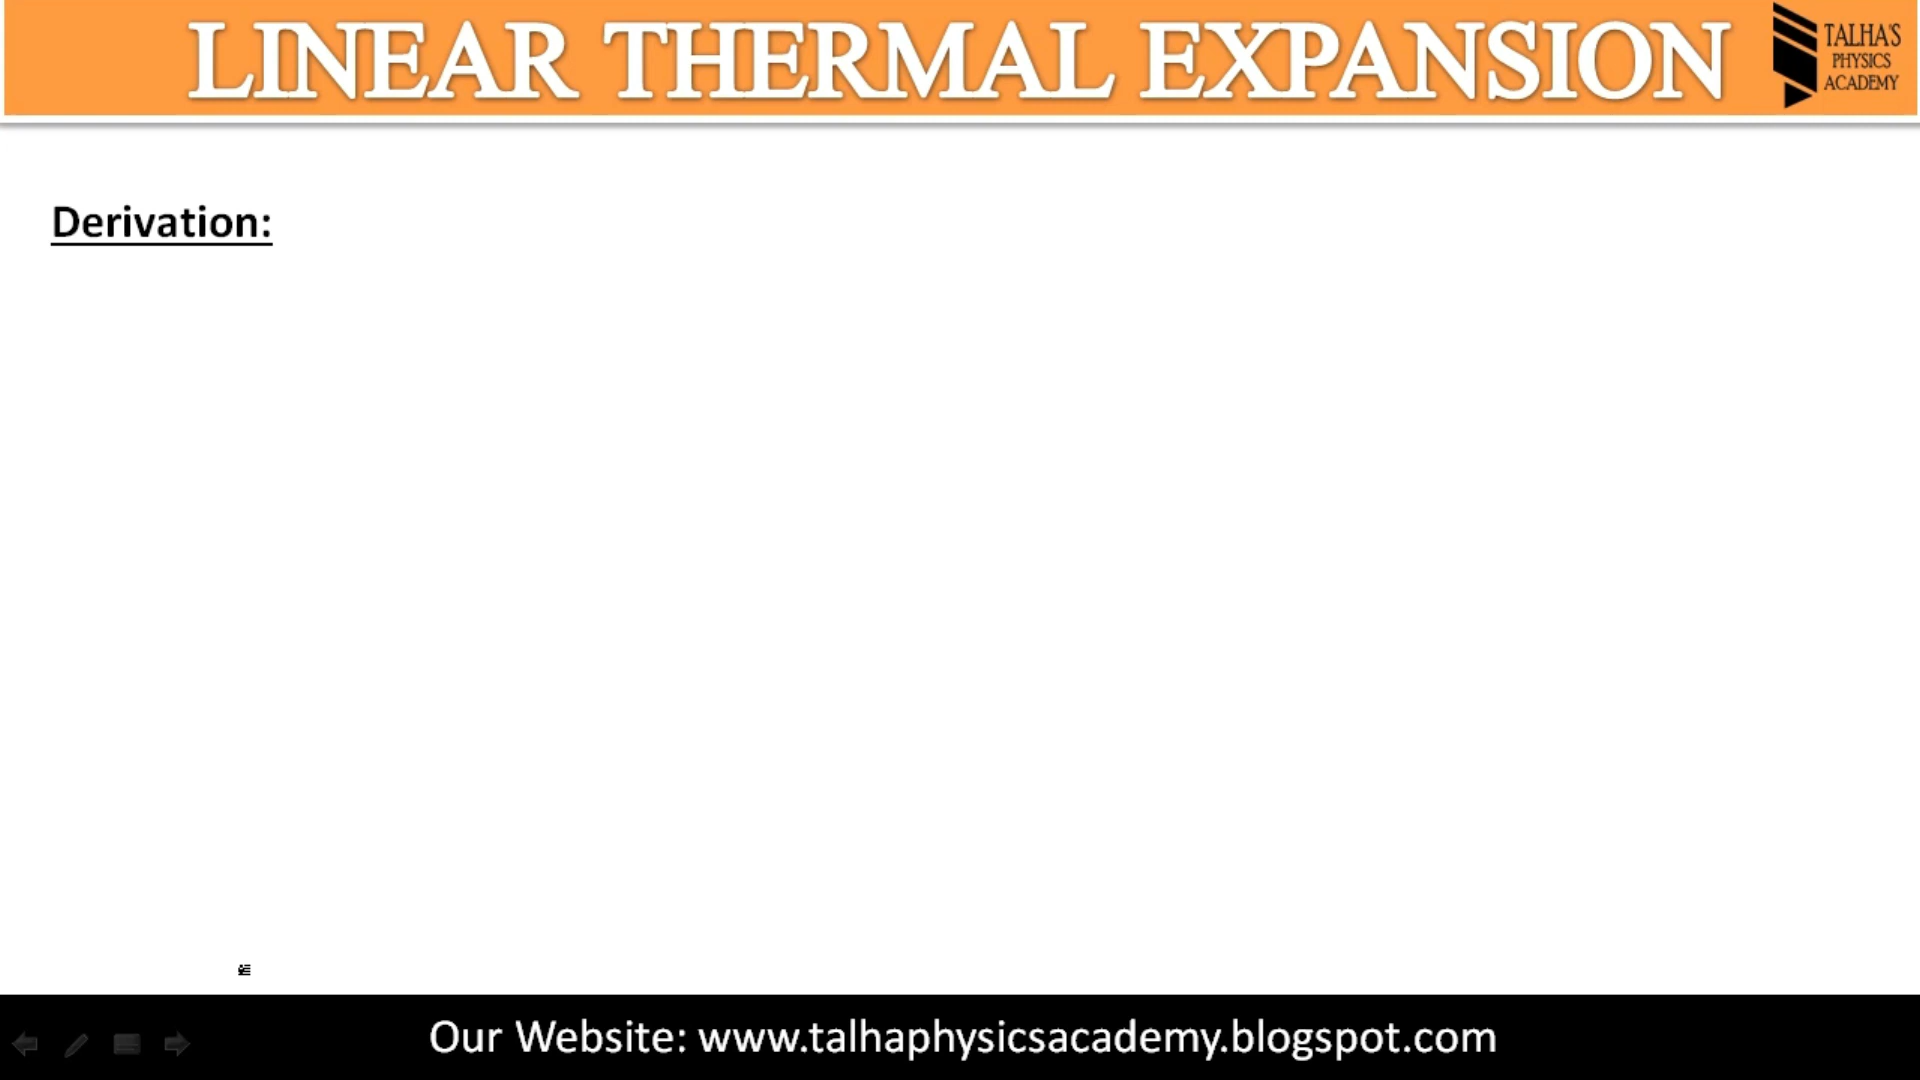 LINEAR THERMAL EXPANSION
TALHA'S
PHYSICS
ACADEMY
Derivation:
Our Website: www.talhaphysicsacademy.blogspot.com